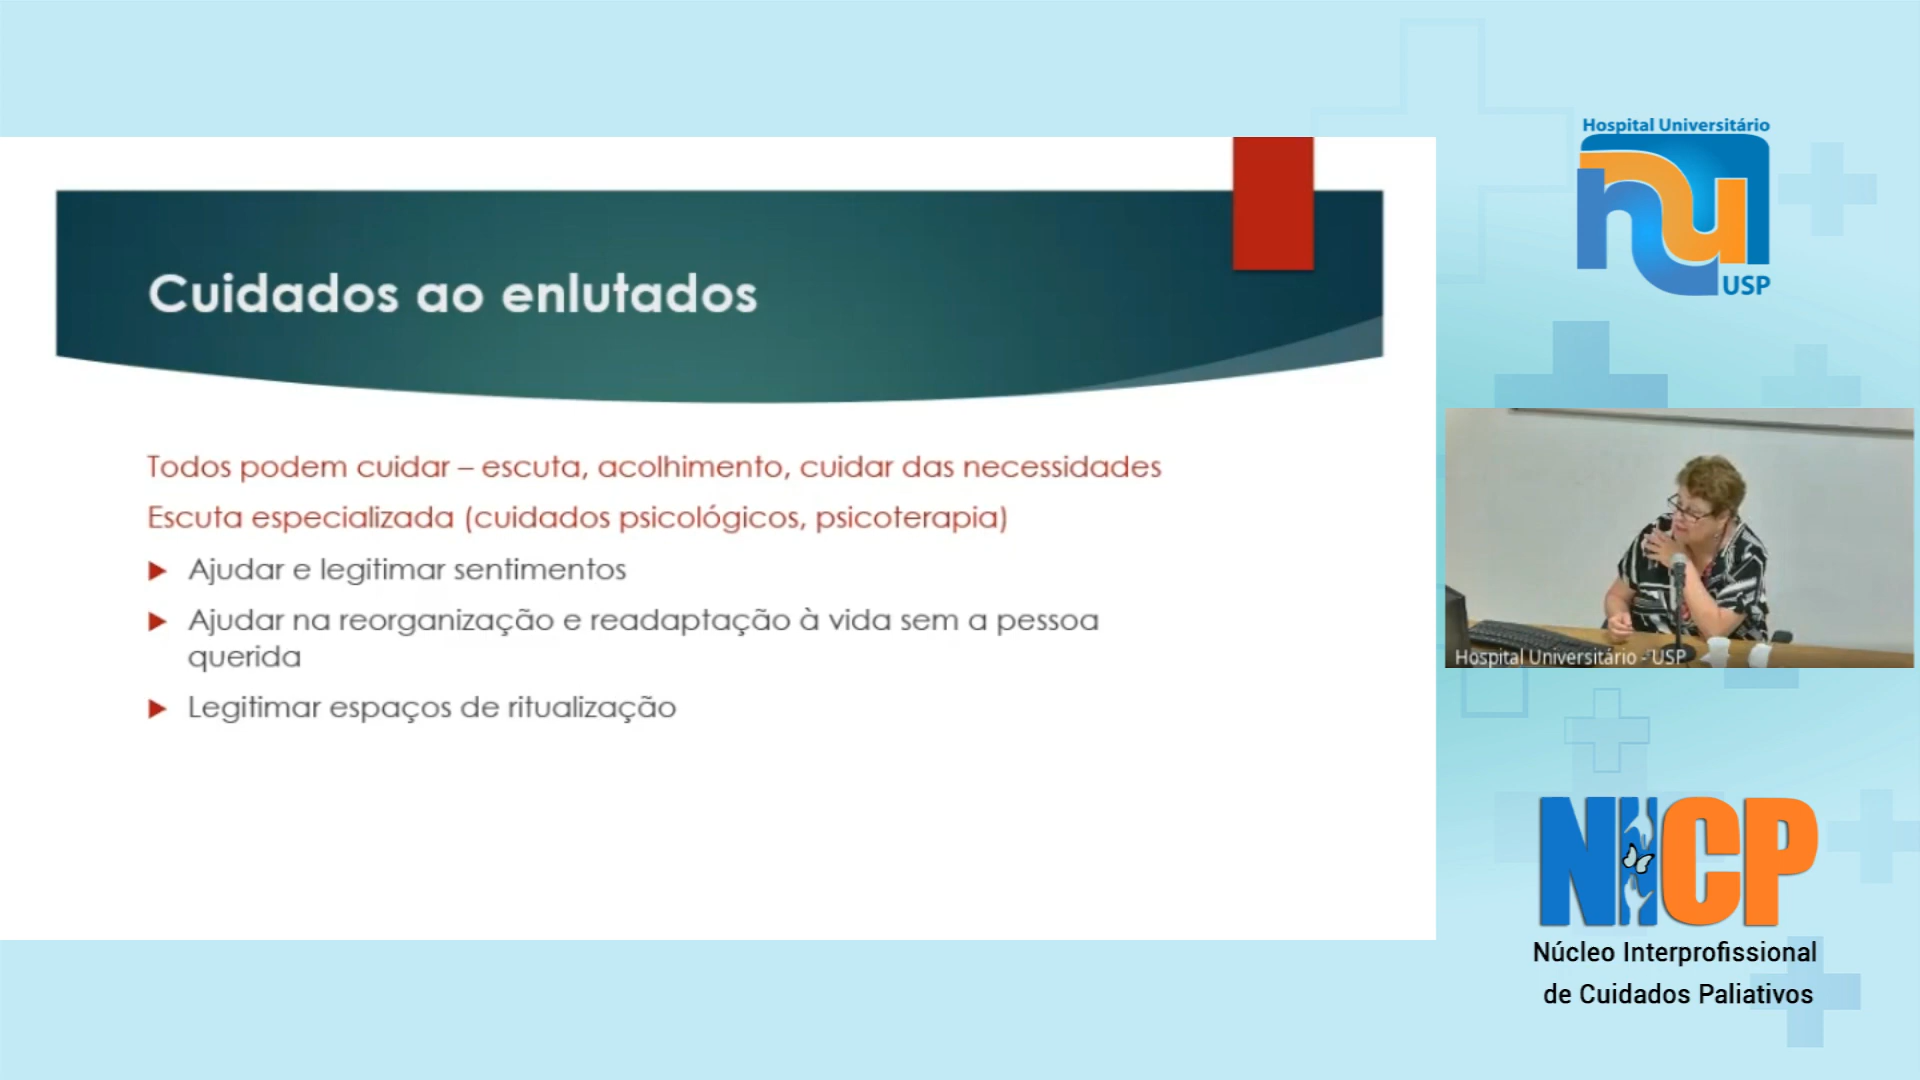 Cuidados ao enlutados
Todos podem cuidar – escuta, acolhimento, cuidar das necessidades
Escuta especializada (cuidados psicológicos, psicoterapia)
Ajudar e legitimar sentimentos
Ajudar na reorganização e readaptação à vida sem a pessoa
querida
Legitimar espaços de ritualização
Hospital Universitário
hu
USP
Hospital Universitário - USP
NICP
Núcleo Interprofissional
de Cuidados Paliativos